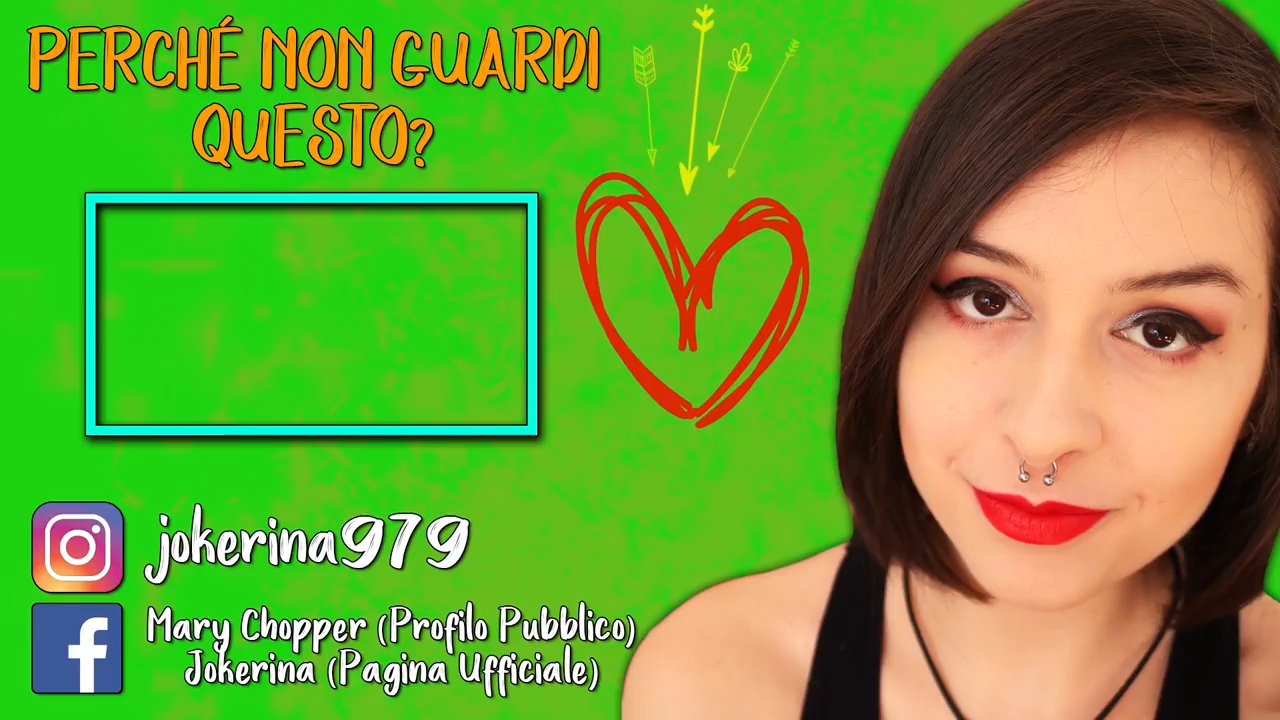 PERCHÉ NON GUARDI
QUESTO?
jokerina979
Mary Chopper (Profilo Pubblico)
Jokerina (Pagina Ufficiale)